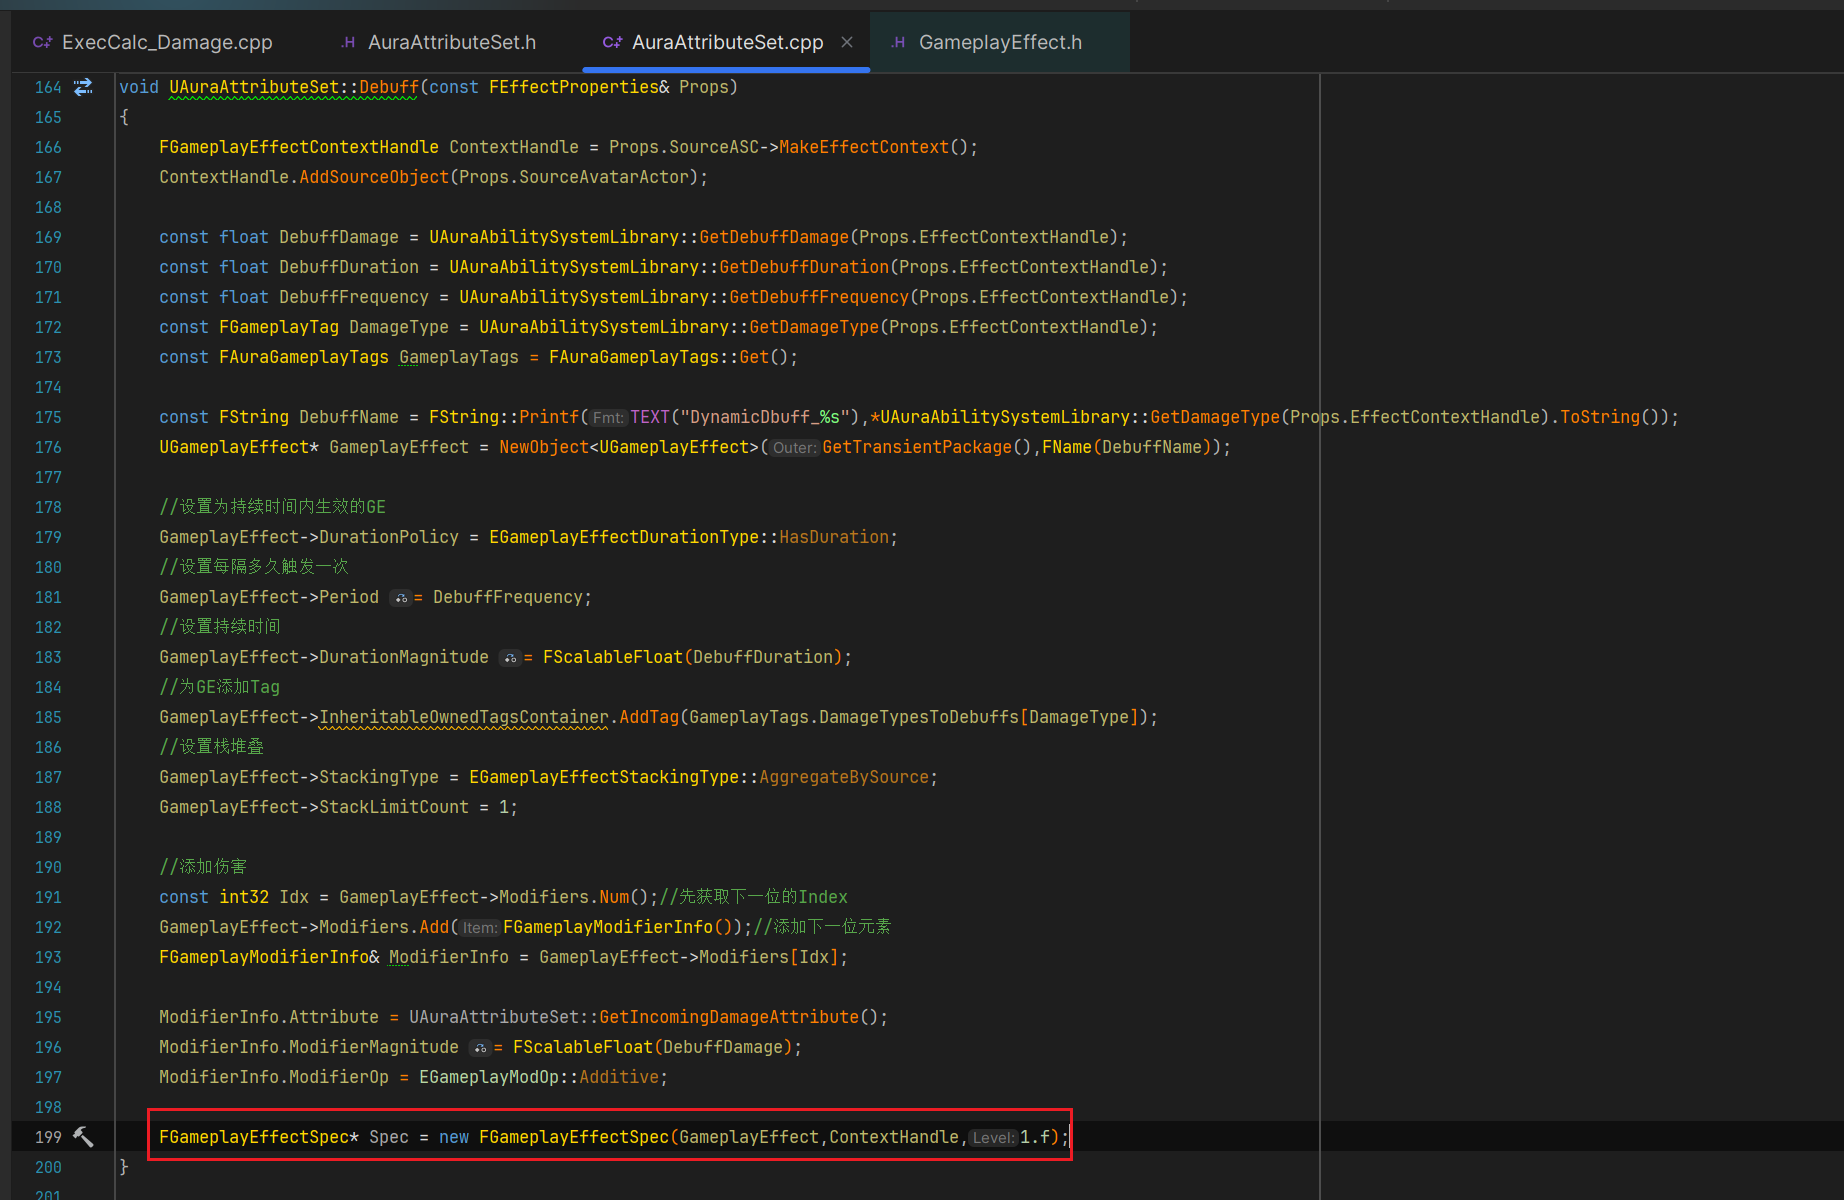 C++ ExecCalc_Damage.cpp .H AuraAttributeSet.h C++ AuraAttributeSet.cpp × .H GameplayEffect.h
164 void UAuraAttributeSet::Debuff(const FEffectProperties& Props)
165 {
166 FGameplayEffectContextHandle ContextHandle = Props.SourceASC->MakeEffectContext();
167 ContextHandle.AddSourceObject(Props.SourceAvatarActor);
168
169 const float DebuffDamage = UAuraAbilitySystemLibrary::GetDebuffDamage(Props.EffectContextHandle);
170 const float DebuffDuration = UAuraAbilitySystemLibrary::GetDebuffDuration(Props.EffectContextHandle);
171 const float DebuffFrequency = UAuraAbilitySystemLibrary::GetDebuffFrequency(Props.EffectContextHandle);
172 const FGameplayTag DamageType = UAuraAbilitySystemLibrary::GetDamageType(Props.EffectContextHandle);
173 const FAuraGameplayTags GameplayTags = FAuraGameplayTags::Get();
174
175 const FString DebuffName = FString::Printf(Fmt:TEXT("DynamicDbuff_%s"),*UAuraAbilitySystemLibrary::GetDamageType(Props.EffectContextHandle).ToString());
176 UGameplayEffect* GameplayEffect = NewObject<UGameplayEffect>(Outer:GetTransientPackage(),FName(DebuffName));
177
178 //设置为持续时间内生效的GE
179 GameplayEffect->DurationPolicy = EGameplayEffectDurationType::HasDuration;
180 //设置每隔多久触发一次
181 GameplayEffect->Period = DebuffFrequency;
182 //设置持续时间
183 GameplayEffect->DurationMagnitude = FScalableFloat(DebuffDuration);
184 //为GE添加Tag
185 GameplayEffect->InheritableOwnedTagsContainer.AddTag(GameplayTags.DamageTypesToDebuffs[DamageType]);
186 //设置栈堆叠
187 GameplayEffect->StackingType = EGameplayEffectStackingType::AggregateBySource;
188 GameplayEffect->StackLimitCount = 1;
189
190 //添加伤害
191 const int32 Idx = GameplayEffect->Modifiers.Num();//先获取下一位的Index
192 GameplayEffect->Modifiers.Add(Item:FGameplayModifierInfo());//添加下一位元素
193 FGameplayModifierInfo& ModifierInfo = GameplayEffect->Modifiers[Idx];
194
195 ModifierInfo.Attribute = UAuraAttributeSet::GetIncomingDamageAttribute();
196 ModifierInfo.ModifierMagnitude = FScalableFloat(DebuffDamage);
197 ModifierInfo.ModifierOp = EGameplayModOp::Additive;
198
199 FGameplayEffectSpec* Spec = new FGameplayEffectSpec(GameplayEffect,ContextHandle,Level:1.f);
200 }
201